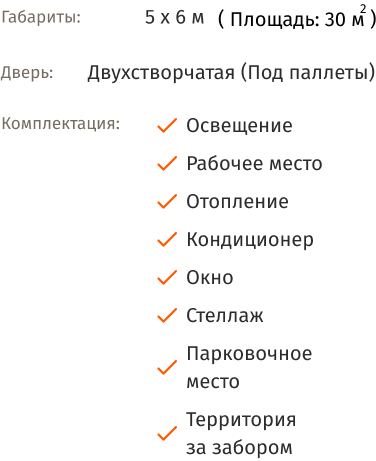 Габариты: 5 х 6 м ( Площадь: 30 м² )
Дверь: Двухстворчатая (Под паллеты)
Комплектация: Освещение
Рабочее место
Отопление
Кондиционер
Окно
Стеллаж
Парковочное
место
Территория
за забором